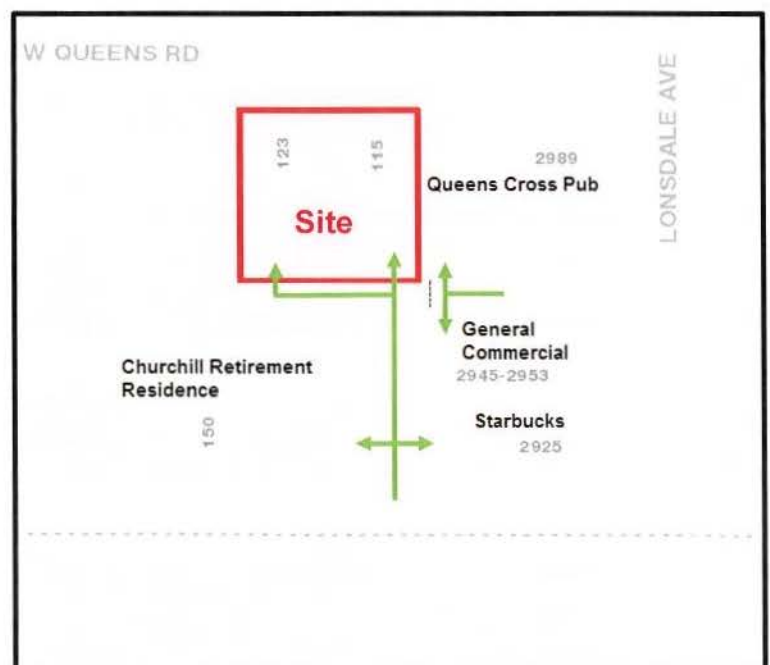 W QUEENS RD
LONSDALE AVE
123
115
2989
Queens Cross Pub
Site
General
Commercial
2945-2953
Churchill Retirement
Residence
150
Starbucks
2925